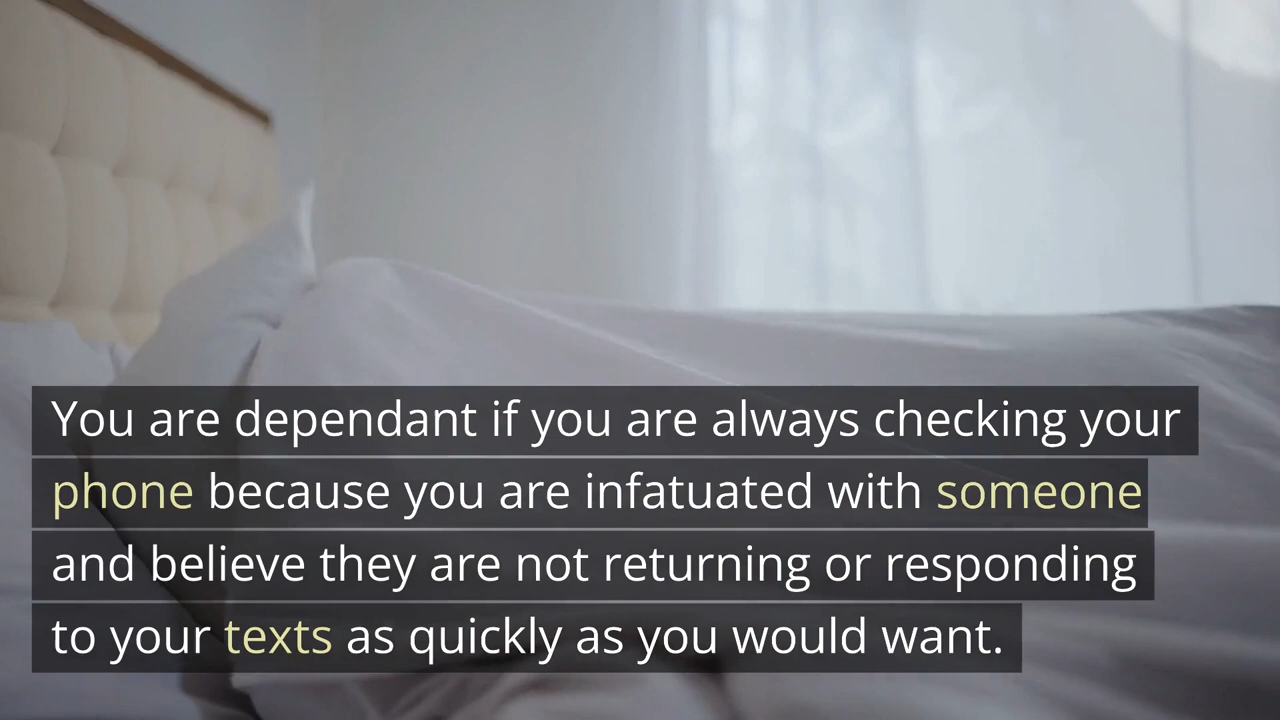 You are dependant if you are always checking your
phone because you are infatuated with someone
and believe they are not returning or responding
to your texts as quickly as you would want.